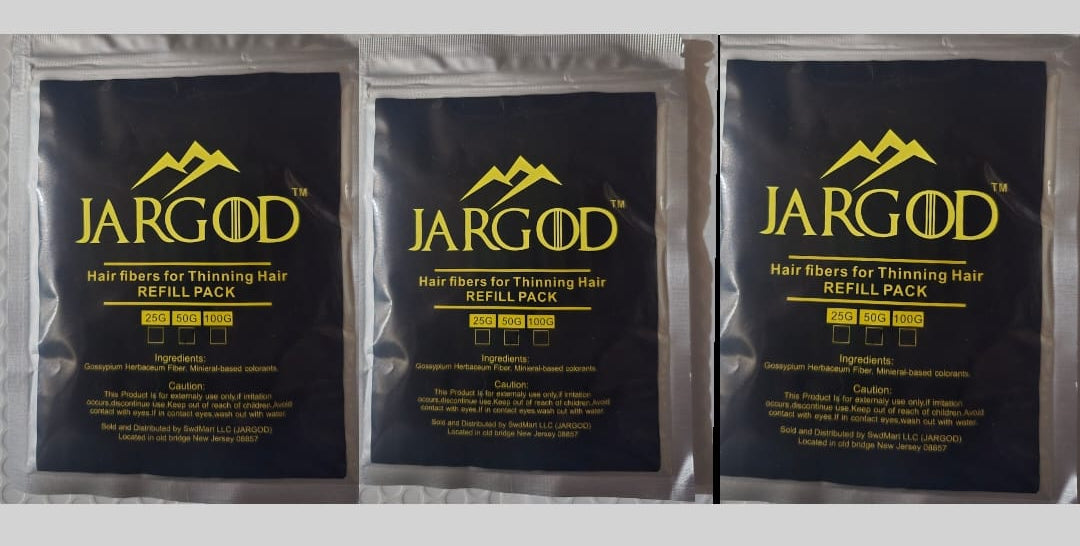 JARGOD™
Hair fibers for Thinning Hair
REFILL PACK
25G 50G 100G
Ingredients:
Gossypium Herbaceum Fiber, Minieral-based colorants.
Caution:
This Product is for externaly use only,if irritation
occurs,discontinue use.Keep out of reach of children.Avoid
contact with eyes.If in contact eyes,wash out with water.
Sold and Distributed by SwdMart LLC (JARGOD)
Located in old bridge New Jersey 08857
JARGOD™
Hair fibers for Thinning Hair
REFILL PACK
25G 50G 100G
Ingredients:
Gossypium Herbaceum Fiber, Minieral-based colorants.
Caution:
This Product is for externaly use only,if irritation
occurs,discontinue use.Keep out of reach of children.Avoid
contact with eyes.If in contact eyes,wash out with water.
Sold and Distributed by SwdMart LLC (JARGOD)
Located in old bridge New Jersey 08857
JARGOD™
Hair fibers for Thinning Hair
REFILL PACK
25G 50G 100G
Ingredients:
Gossypium Herbaceum Fiber, Minieral-based colorants.
Caution:
This Product is for externaly use only,if irritation
occurs,discontinue use.Keep out of reach of children.Avoid
contact with eyes.If in contact eyes,wash out with water.
Sold and Distributed by SwdMart LLC (JARGOD)
Located in old bridge New Jersey 08857